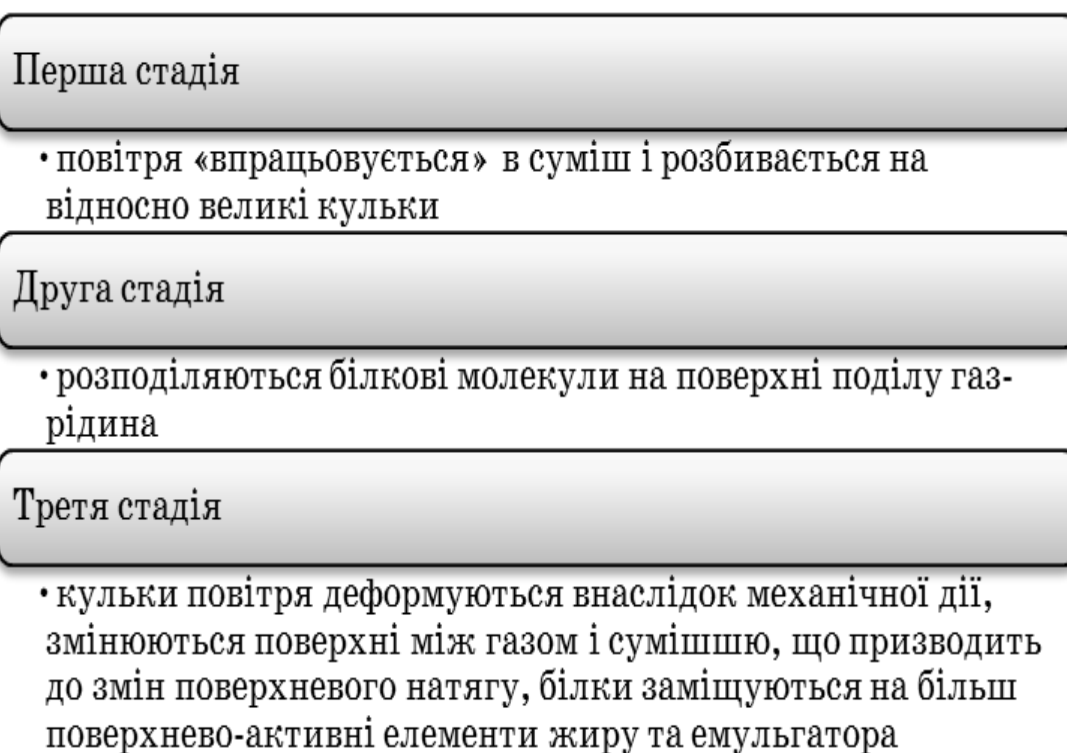 Перша стадія
• повітря «впрацьовується» в суміш і розбивається на
відносно великі кульки
Друга стадія
• розподіляються білкові молекули на поверхні поділу газ-
рідина
Третя стадія
• кульки повітря деформуються внаслідок механічної дії,
змінюються поверхні між газом і сумішшю, що призводить
до змін поверхневого натягу, білки заміщуються на більш
поверхнево-активні елементи жиру та емульгатора